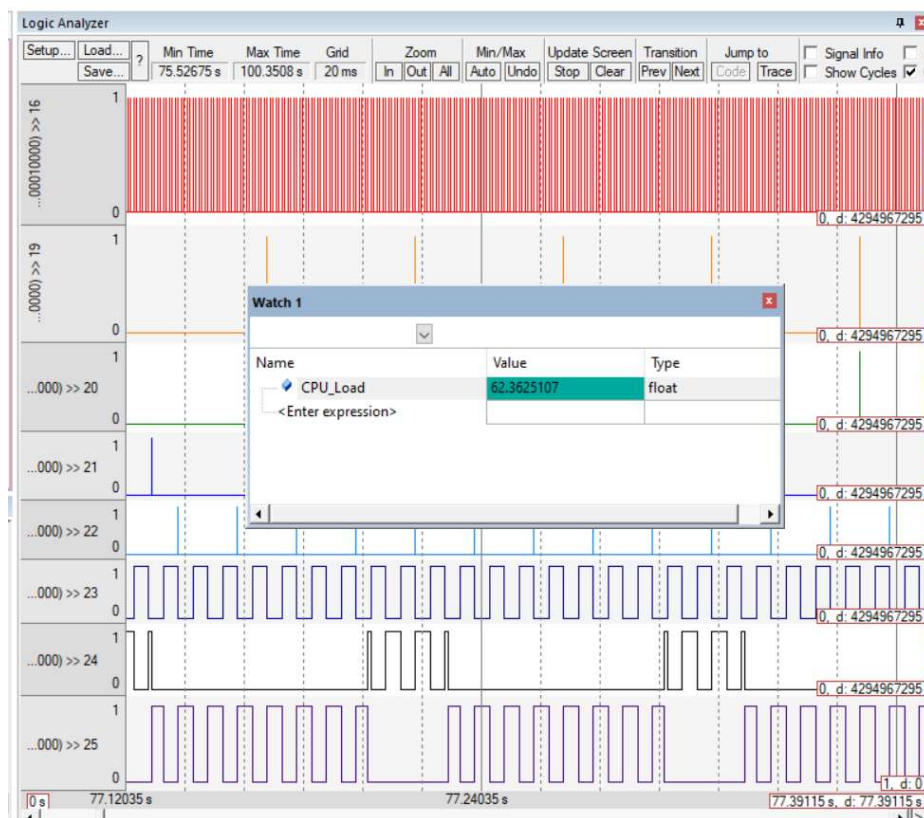 Logic Analyzer
Setup... Load... ? Min Time Max Time Grid Zoom Min/Max Update Screen Transition Jump to Signal Info
Save... 75.52675 s 100.3508 s 20 ms In Out All Auto Undo Stop Clear Prev Next Code Trace Show Cycles
1
...00010000) >> 16
0
0, d: 4294967295
1
...0000) >> 19
0
0, d: 4294967295
1
...000) >> 20
0
0, d: 4294967295
1
...000) >> 21
0
0, d: 4294967295
1
...000) >> 22
0
0, d: 4294967295
1
...000) >> 23
0
0, d: 4294967295
1
...000) >> 24
0
0, d: 4294967295
1
...000) >> 25
0
1, d: 0
0 s 77.12035 s 77.24035 s 77.39115 s, d: 77.39115 s
Watch 1
Name Value Type
CPU_Load 62.3625107 float
<Enter expression>